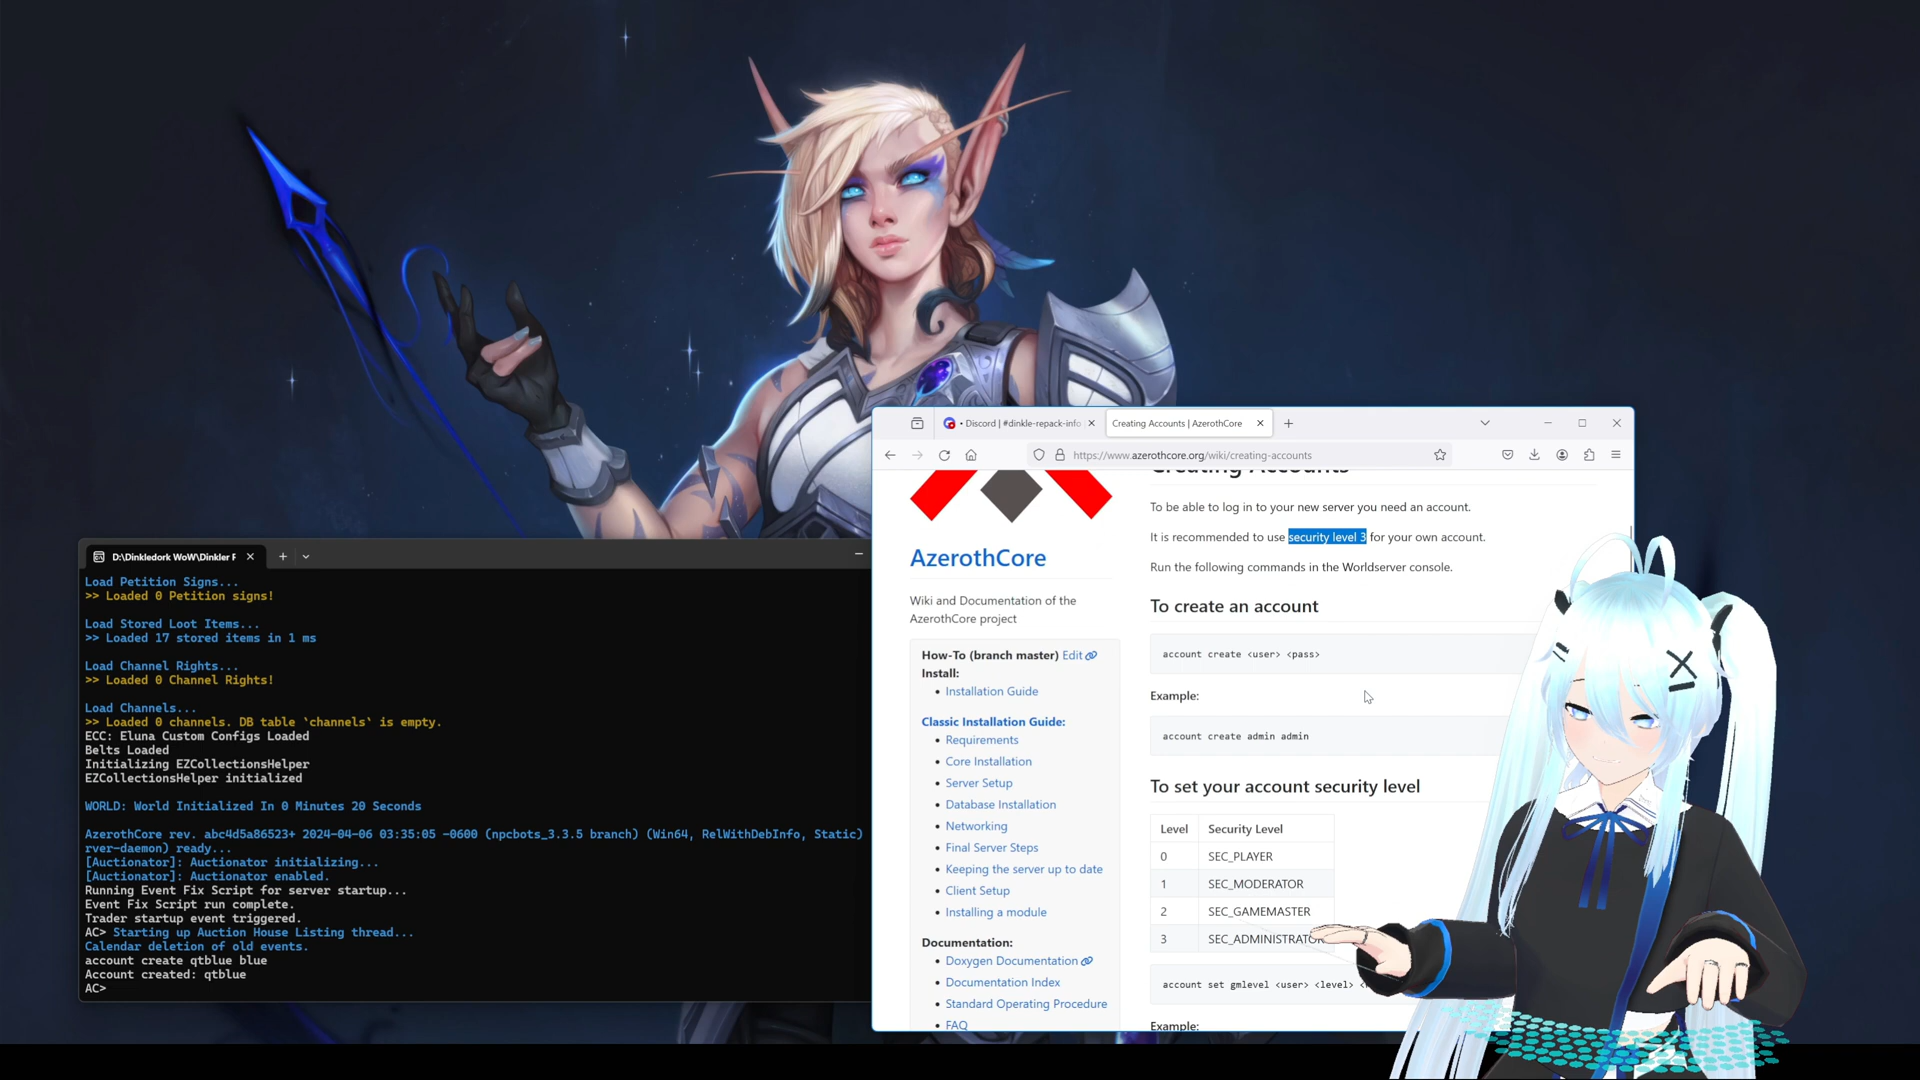 D:\Dinkledork WoW\Dinkler F
Load Petition Signs...
>> Loaded 0 Petition signs!
Load Stored Loot Items...
>> Loaded 17 stored items in 1 ms
Load Channel Rights...
>> Loaded 0 Channel Rights!
Load Channels...
>> Loaded 0 channels. DB table `channels` is empty.
ECC: Eluna Custom Configs Loaded
Belts Loaded
Initializing EZCollectionsHelper
EZCollectionsHelper initialized
WORLD: World Initialized In 0 Minutes 20 Seconds
AzerothCore rev. abc4d5a86523+ 2024-04-06 03:35:05 -0600 (npcbots_3.3.5 branch) (Win64, RelWithDebInfo, Static)
rver-daemon) ready...
[Auctionator]: Auctionator initializing...
[Auctionator]: Auctionator enabled.
Running Event Fix Script for server startup...
Event Fix Script run complete.
Trader startup event triggered.
AC> Starting up Auction House Listing thread...
Calendar deletion of old events.
account create qtblue blue
Account created: qtblue
AC>
• Discord | #dinkle-repack-info
Creating Accounts | AzerothCore
https://www.azerothcore.org/wiki/creating-accounts
AzerothCore
Wiki and Documentation of the
AzerothCore project
How-To (branch master) Edit
Install:
• Installation Guide
Classic Installation Guide:
• Requirements
• Core Installation
• Server Setup
• Database Installation
• Networking
• Final Server Steps
• Keeping the server up to date
• Client Setup
• Installing a module
Documentation:
• Doxygen Documentation
• Documentation Index
• Standard Operating Procedure
• FAQ
Creating Accounts
To be able to log in to your new server you need an account.
It is recommended to use security level 3 for your own account.
Run the following commands in the Worldserver console.
To create an account
account create <user> <pass>
Example:
account create admin admin
To set your account security level
Level Security Level
0 SEC_PLAYER
1 SEC_MODERATOR
2 SEC_GAMEMASTER
3 SEC_ADMINISTRATOR
account set gmlevel <user> <level> <
Example: